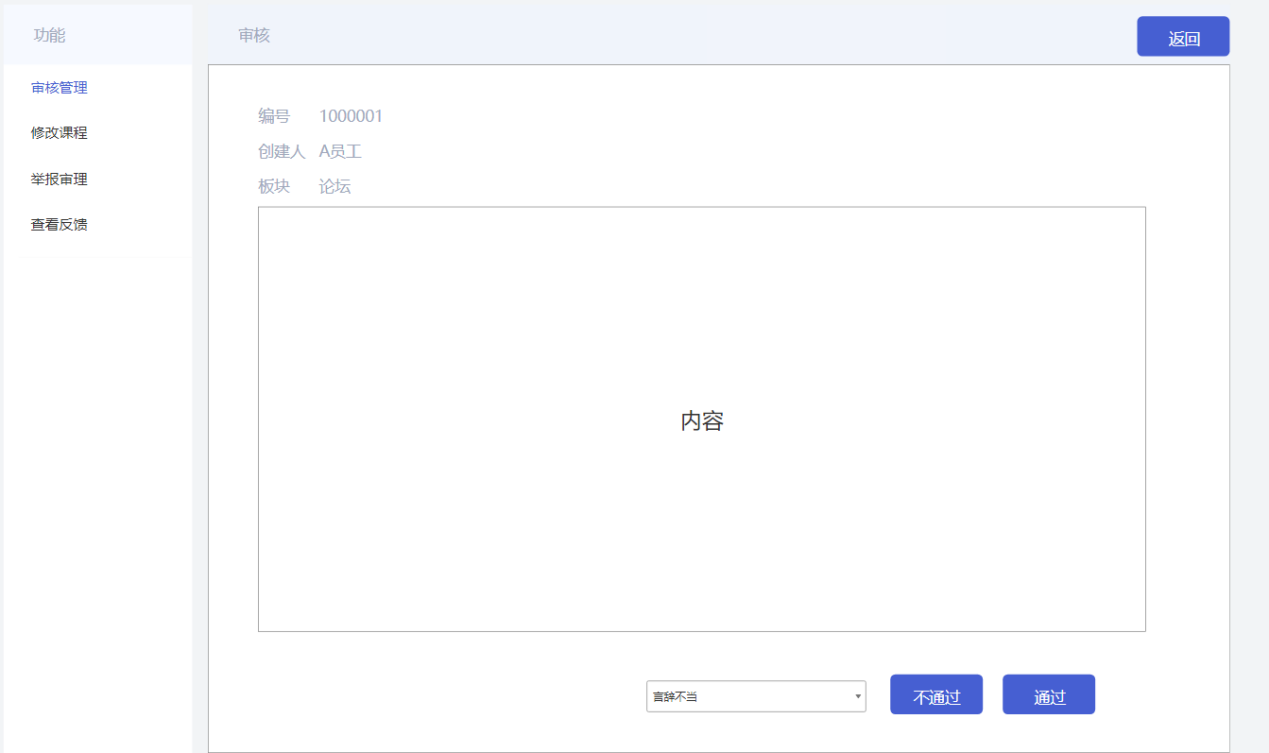 功能
审核管理
修改课程
举报审理
查看反馈
审核
返回
编号 1000001
创建人 A员工
板块 论坛
内容
言辞不当
不通过
通过